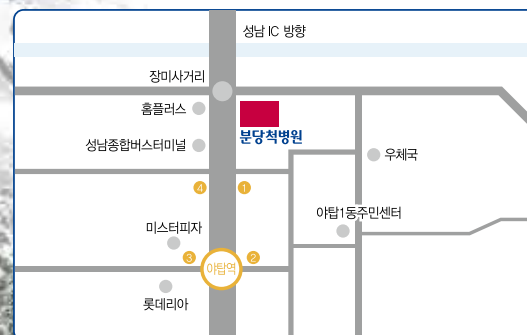 성남 IC 방향
장미사거리
홈플러스
분당척병원
성남종합버스터미널
우체국
4 1
야탑1동주민센터
미스터피자
3 2
야탑역
롯데리아